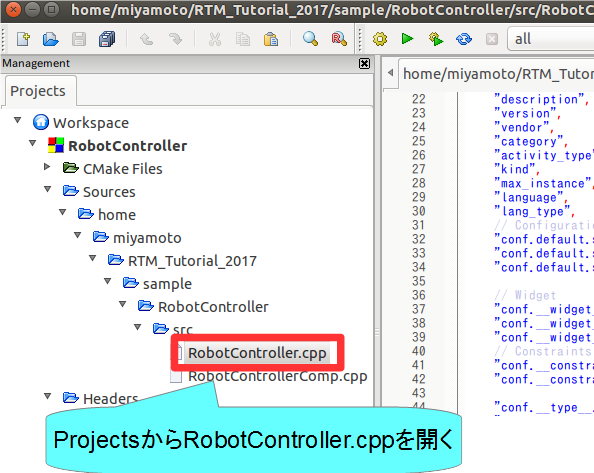 home/miyamoto/RTM_Tutorial_2017/sample/RobotController/src/RobotC
all
Management
Projects
Workspace
RobotController
CMake Files
Sources
home
miyamoto
RTM_Tutorial_2017
sample
RobotController
src
RobotController.cpp
RobotControllerComp.cpp
Headers
ProjectsからRobotController.cppを開く
home/miyamoto/RTM_Tutor
22 "description",
23 "version",
24 "vendor",
25 "category",
26 "activity_type"
27 "kind",
28 "max_instance",
29 "language",
30 "lang_type",
31 // Configuratio
32 "conf.default.s
33 "conf.default.s
34 "conf.default.s
35
36 // Widget
37 "conf.__widget_
38 "conf.__widget_
39 "conf.__widget_
40 // Constraints
41 "conf.__constra
42 "conf.__constra
43
44 "conf.__type__.